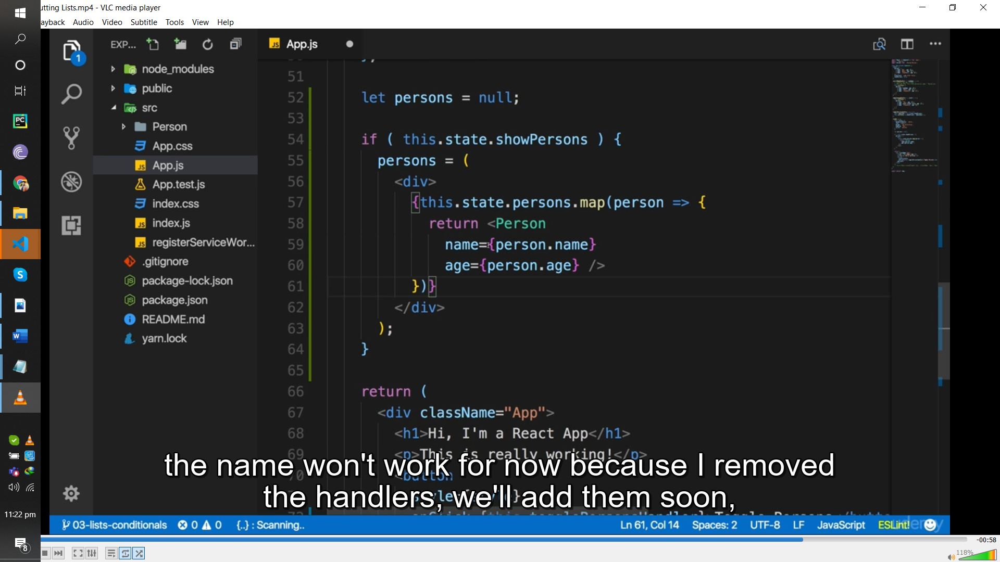 utting Lists.mp4 - VLC media player
ayback Audio Video Subtitle Tools View Help
EXP...
App.js
1
node_modules
public
src
Person
App.css
App.js
App.test.js
index.css
index.js
registerServiceWor...
.gitignore
package-lock.json
package.json
README.md
yarn.lock
51
52 let persons = null;
53
54 if ( this.state.showPersons ) {
55 persons = (
56 <div>
57 {this.state.persons.map(person => {
58 return <Person
59 name={person.name}
60 age={person.age} />
61 })}
62 </div>
63 );
64 }
65
66 return (
67 <div className="App">
68 <h1>Hi, I'm a React App</h1>
69 <p>This is really working!</p>
70 <button
style={style}
the name won't work for now because I removed
the handlers, we'll add them soon,
03-lists-conditionals 0 0 {..} : Scanning.. Ln 61, Col 14 Spaces: 2 UTF-8 LF JavaScript ESLint!
udemy
-00:58
118%
11:22 pm
8